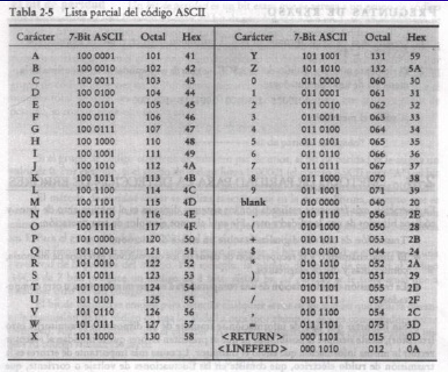 Tabla 2-5 Lista parcial del código ASCII
Carácter 7-Bit ASCII Octal Hex Carácter 7-Bit ASCII Octal Hex
A 100 0001 101 41 Y 101 1001 131 59
B 100 0010 102 42 Z 101 1010 132 5A
C 100 0011 103 43 0 011 0000 060 30
D 100 0100 104 44 1 011 0001 061 31
E 100 0101 105 45 2 011 0010 062 32
F 100 0110 106 46 3 011 0011 063 33
G 100 0111 107 47 4 011 0100 064 34
H 100 1000 110 48 5 011 0101 065 35
I 100 1001 111 49 6 011 0110 066 36
J 100 1010 112 4A 7 011 0111 067 37
K 100 1011 113 4B 8 011 1000 070 38
L 100 1100 114 4C 9 011 1001 071 39
M 100 1101 115 4D blank 010 0000 040 20
N 100 1110 116 4E . 010 1110 056 2E
O 100 1111 117 4F ( 010 1000 050 28
P 101 0000 120 50 + 010 1011 053 2B
Q 101 0001 121 51 $ 010 0100 044 24
R 101 0010 122 52 * 010 1010 052 2A
S 101 0011 123 53 ) 010 1001 051 29
T 101 0100 124 54 - 010 1101 055 2D
U 101 0101 125 55 / 010 1111 057 2F
V 101 0110 126 56 , 010 1100 054 2C
W 101 0111 127 57 = 011 1101 075 3D
X 101 1000 130 58 <RETURN> 000 1101 015 0D
<LINEFEED> 000 1010 012 0A